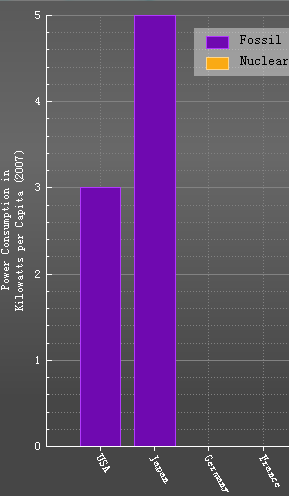 5
Fossil
Nuclear
4
3
2
1
0
Power Consumption in
Kilowatts per Capita (2007)
USA
Japan
Germany
France